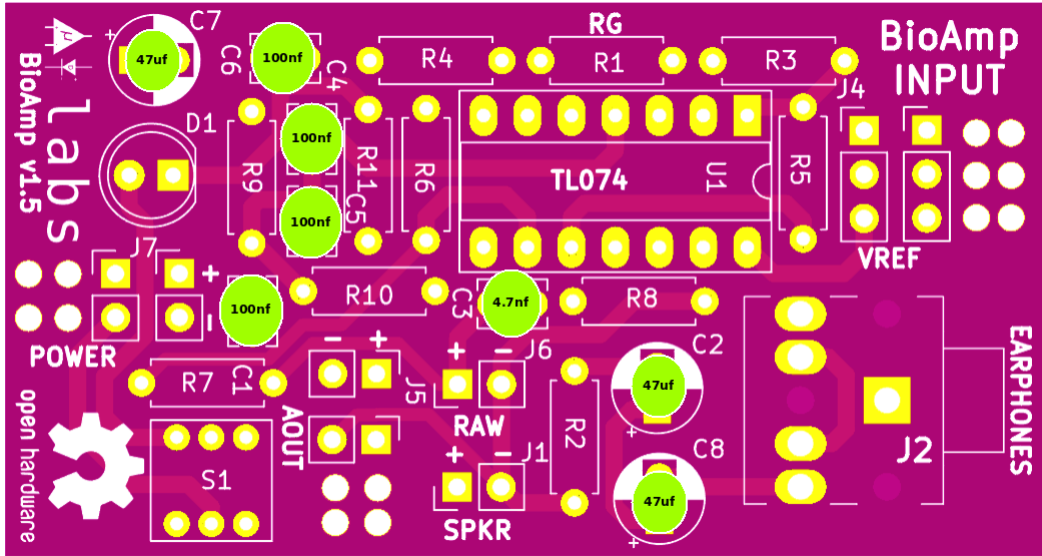 C7
RG
BioAmp
INPUT
+
47uf
C6
100nf
C4
R4
R1
R3
J4
µ
BioAmp v1.5
labs
D1
100nf
R9
R11
R6
U1
TL074
R5
100nf
C5
VREF
J7
+
-
100nf
R10
C3
4.7nf
R8
POWER
R7
C1
-
+
J5
AOUT
+
-
J6
RAW
R2
C2
47uf
+
EARPHONES
J2
open hardware
S1
+
-
J1
SPKR
C8
47uf
+